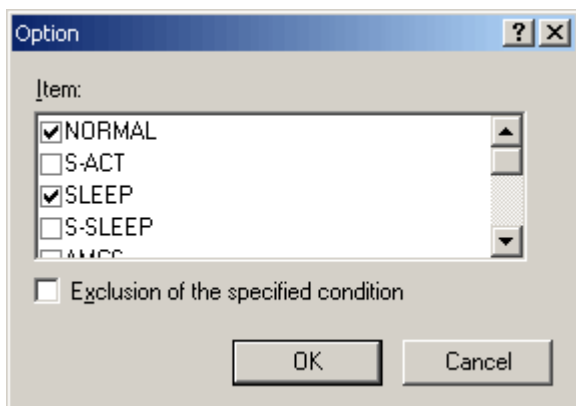 Option
Item:
NORMAL
S-ACT
SLEEP
S-SLEEP
Exclusion of the specified condition
OK Cancel